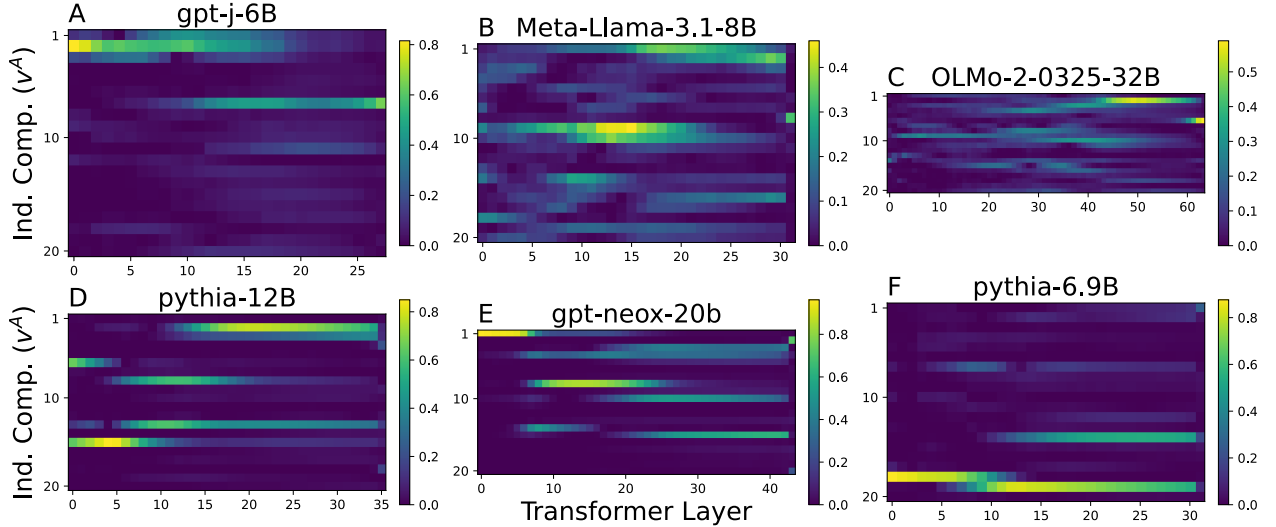 A
gpt-j-6B
Ind. Comp. (v^A)
1
10
20
0 5 10 15 20 25
0.8
0.6
0.4
0.2
0.0
B
Meta-Llama-3.1-8B
1
10
20
0 5 10 15 20 25 30
0.4
0.3
0.2
0.1
0.0
C
OLMo-2-0325-32B
1
10
20
0 10 20 30 40 50 60
0.5
0.4
0.3
0.2
0.1
0.0
D
pythia-12B
Ind. Comp. (v^A)
1
10
20
0 5 10 15 20 25 30 35
0.8
0.6
0.4
0.2
0.0
E
gpt-neox-20b
1
10
20
0 10 20 30 40
Transformer Layer
0.8
0.6
0.4
0.2
0.0
F
pythia-6.9B
1
10
20
0 5 10 15 20 25 30
0.8
0.6
0.4
0.2
0.0